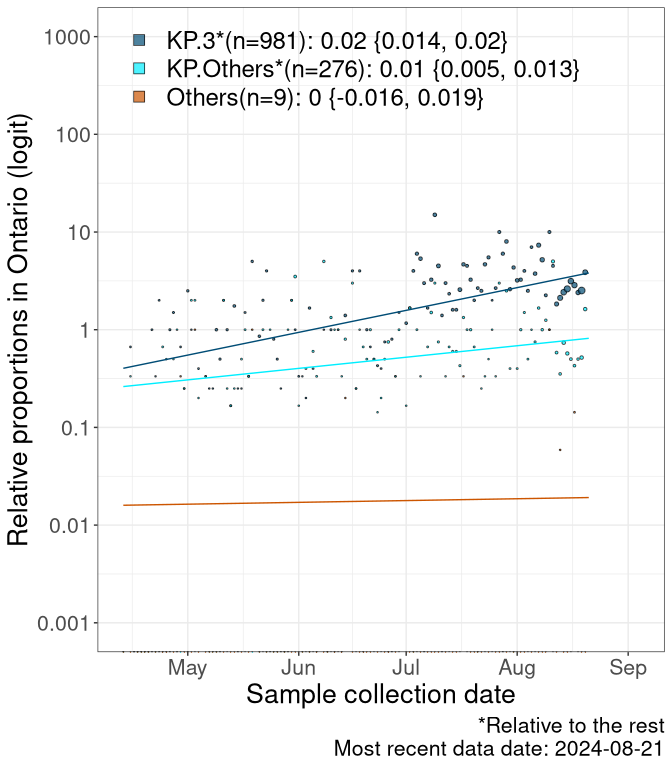 1000
100
10
1
0.1
0.01
0.001
Relative proportions in Ontario (logit)
KP.3*(n=981): 0.02 {0.014, 0.02}
KP.Others*(n=276): 0.01 {0.005, 0.013}
Others(n=9): 0 {-0.016, 0.019}
May Jun Jul Aug Sep
Sample collection date
*Relative to the rest
Most recent data date: 2024-08-21